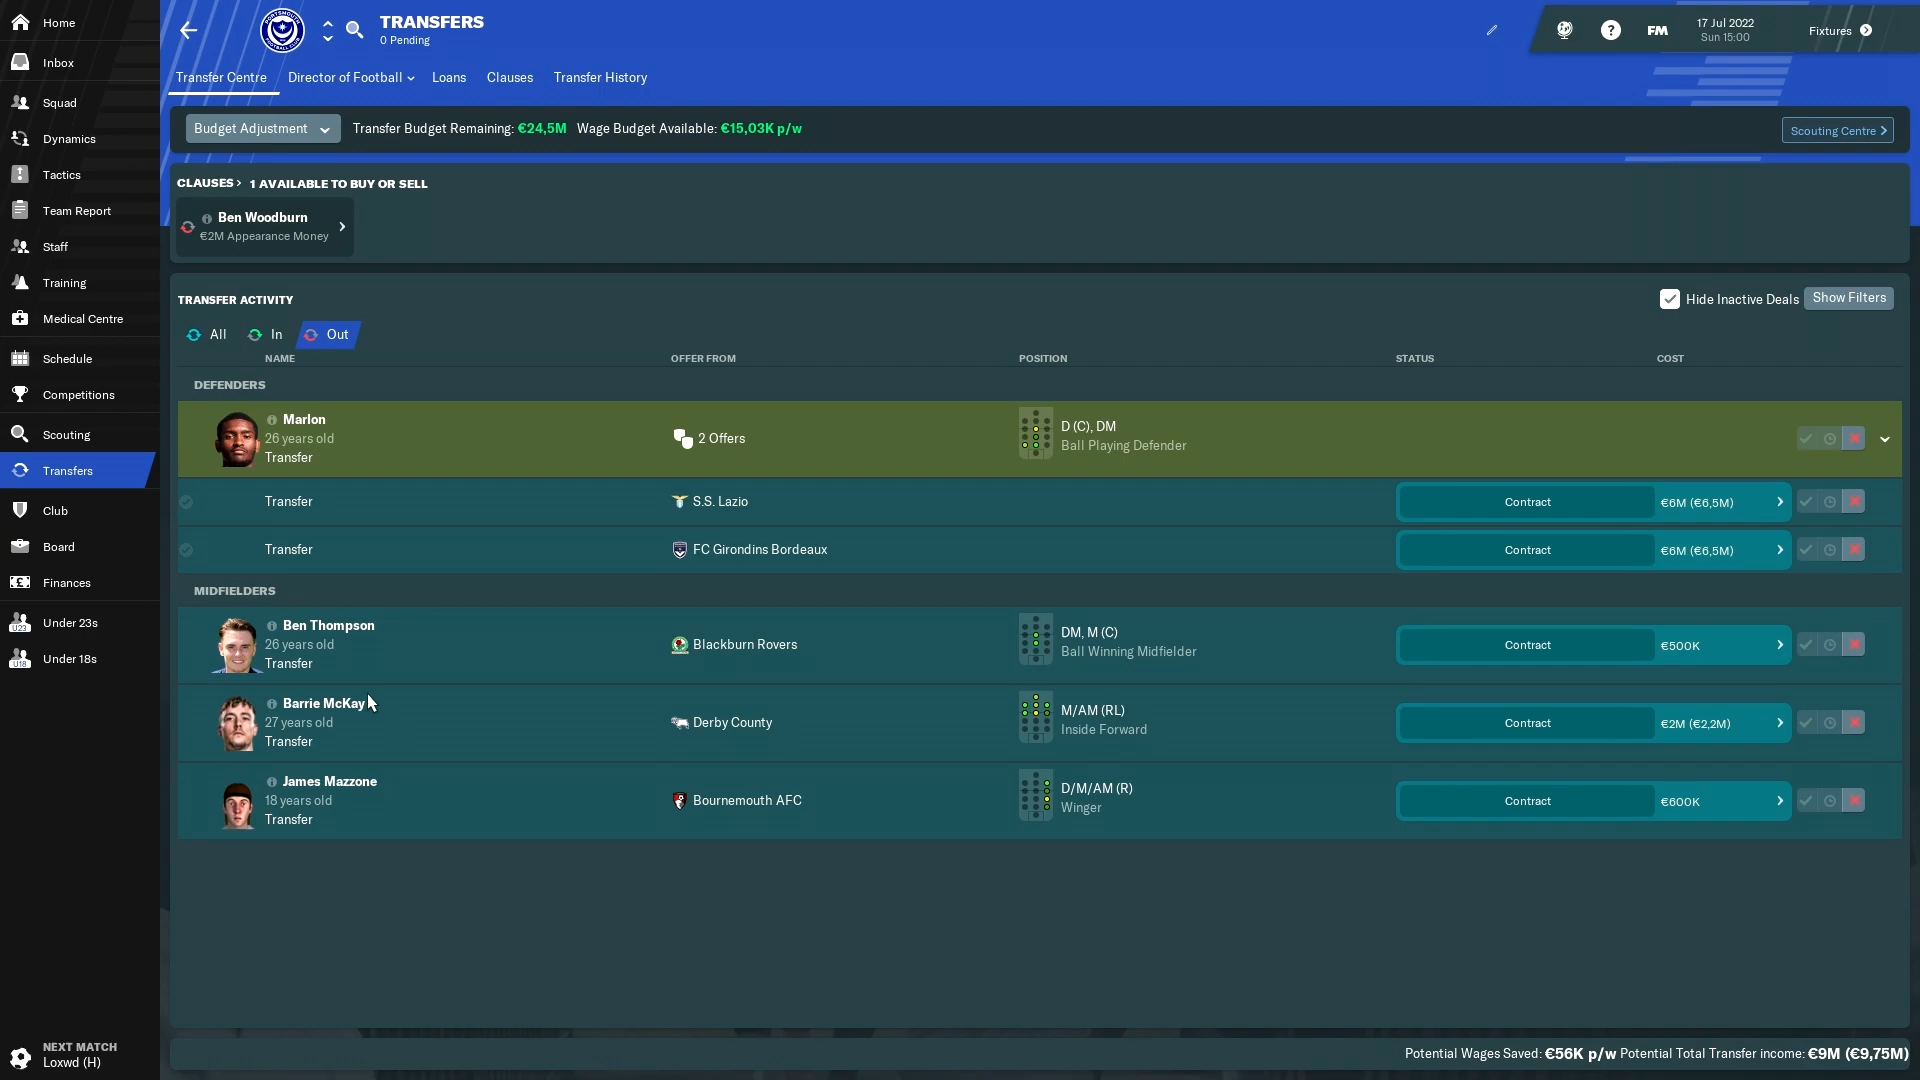 Home
Inbox
Squad
Dynamics
Tactics
Team Report
Staff
Training
Medical Centre
Schedule
Competitions
Scouting
Transfers
Club
Board
Finances
U23
Under 23s
U18
Under 18s
NEXT MATCH
Loxwd (H)
TRANSFERS
0 Pending
FM
17 Jul 2022
Sun 15:00
Fixtures
Transfer Centre Director of Football Loans Clauses Transfer History
Budget Adjustment Transfer Budget Remaining: €24,5M Wage Budget Available: €15,03K p/w Scouting Centre
CLAUSES > 1 AVAILABLE TO BUY OR SELL
Ben Woodburn
€2M Appearance Money
TRANSFER ACTIVITY
Hide Inactive Deals Show Filters
All In Out
NAME OFFER FROM POSITION STATUS COST
DEFENDERS
Marlon
26 years old
Transfer
2 Offers
D (C), DM
Ball Playing Defender
Transfer S.S. Lazio Contract €6M (€6,5M)
Transfer FC Girondins Bordeaux Contract €6M (€6,5M)
MIDFIELDERS
Ben Thompson
26 years old
Transfer
Blackburn Rovers
DM, M (C)
Ball Winning Midfielder
Contract €500K
Barrie McKay
27 years old
Transfer
Derby County
M/AM (RL)
Inside Forward
Contract €2M (€2,2M)
James Mazzone
18 years old
Transfer
Bournemouth AFC
D/M/AM (R)
Winger
Contract €600K
Potential Wages Saved: €56K p/w Potential Total Transfer income: €9M (€9,75M)